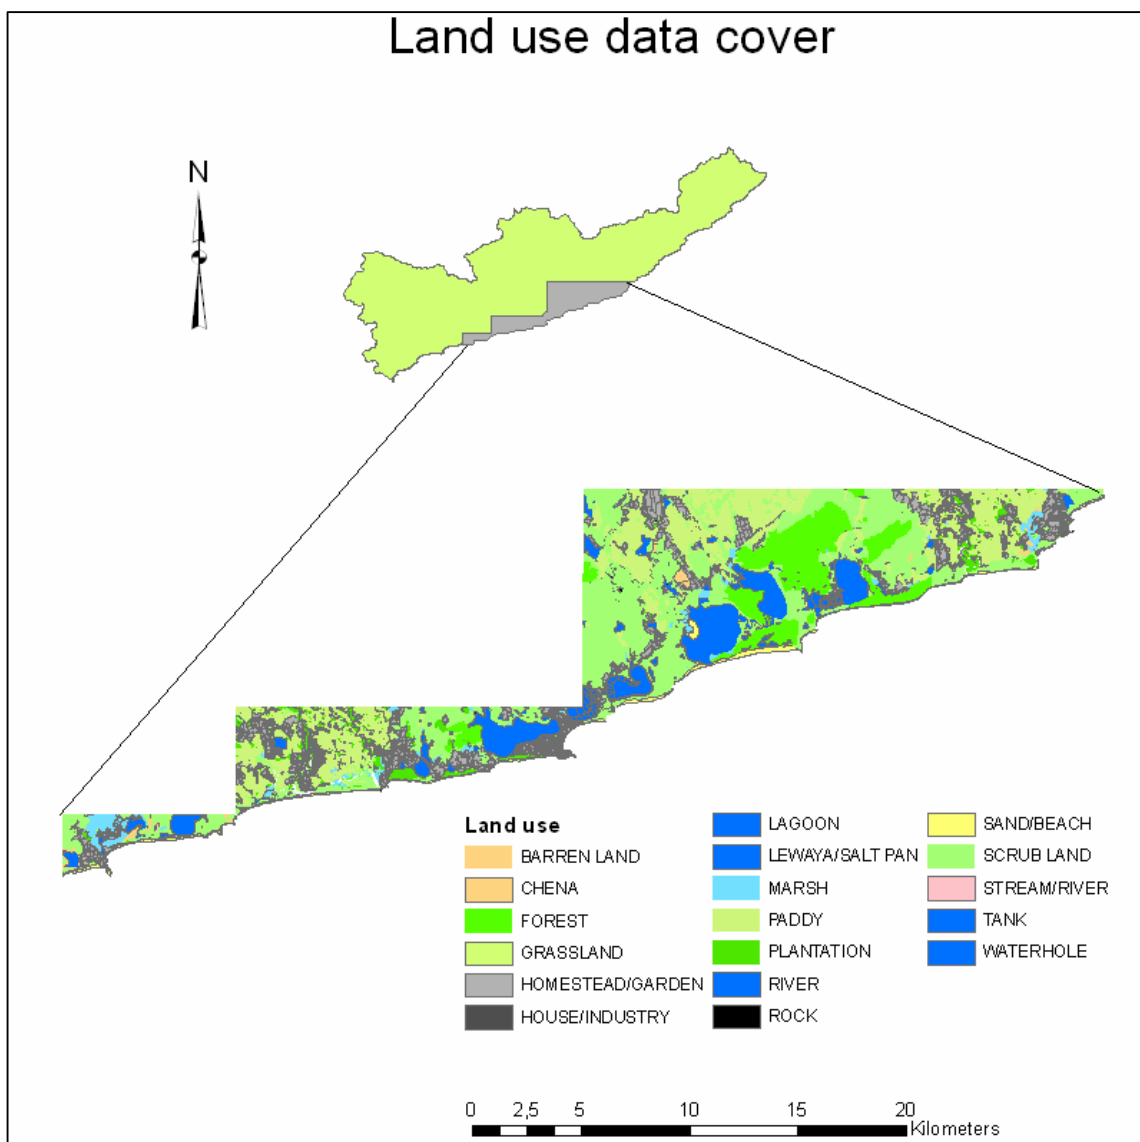 Land use data cover
N
Land use
BARREN LAND
CHENA
FOREST
GRASSLAND
HOMESTEAD/GARDEN
HOUSE/INDUSTRY
LAGOON
LEWAYA/SALT PAN
MARSH
PADDY
PLANTATION
RIVER
ROCK
SAND/BEACH
SCRUB LAND
STREAM/RIVER
TANK
WATERHOLE
0 2,5 5 10 15 20
Kilometers